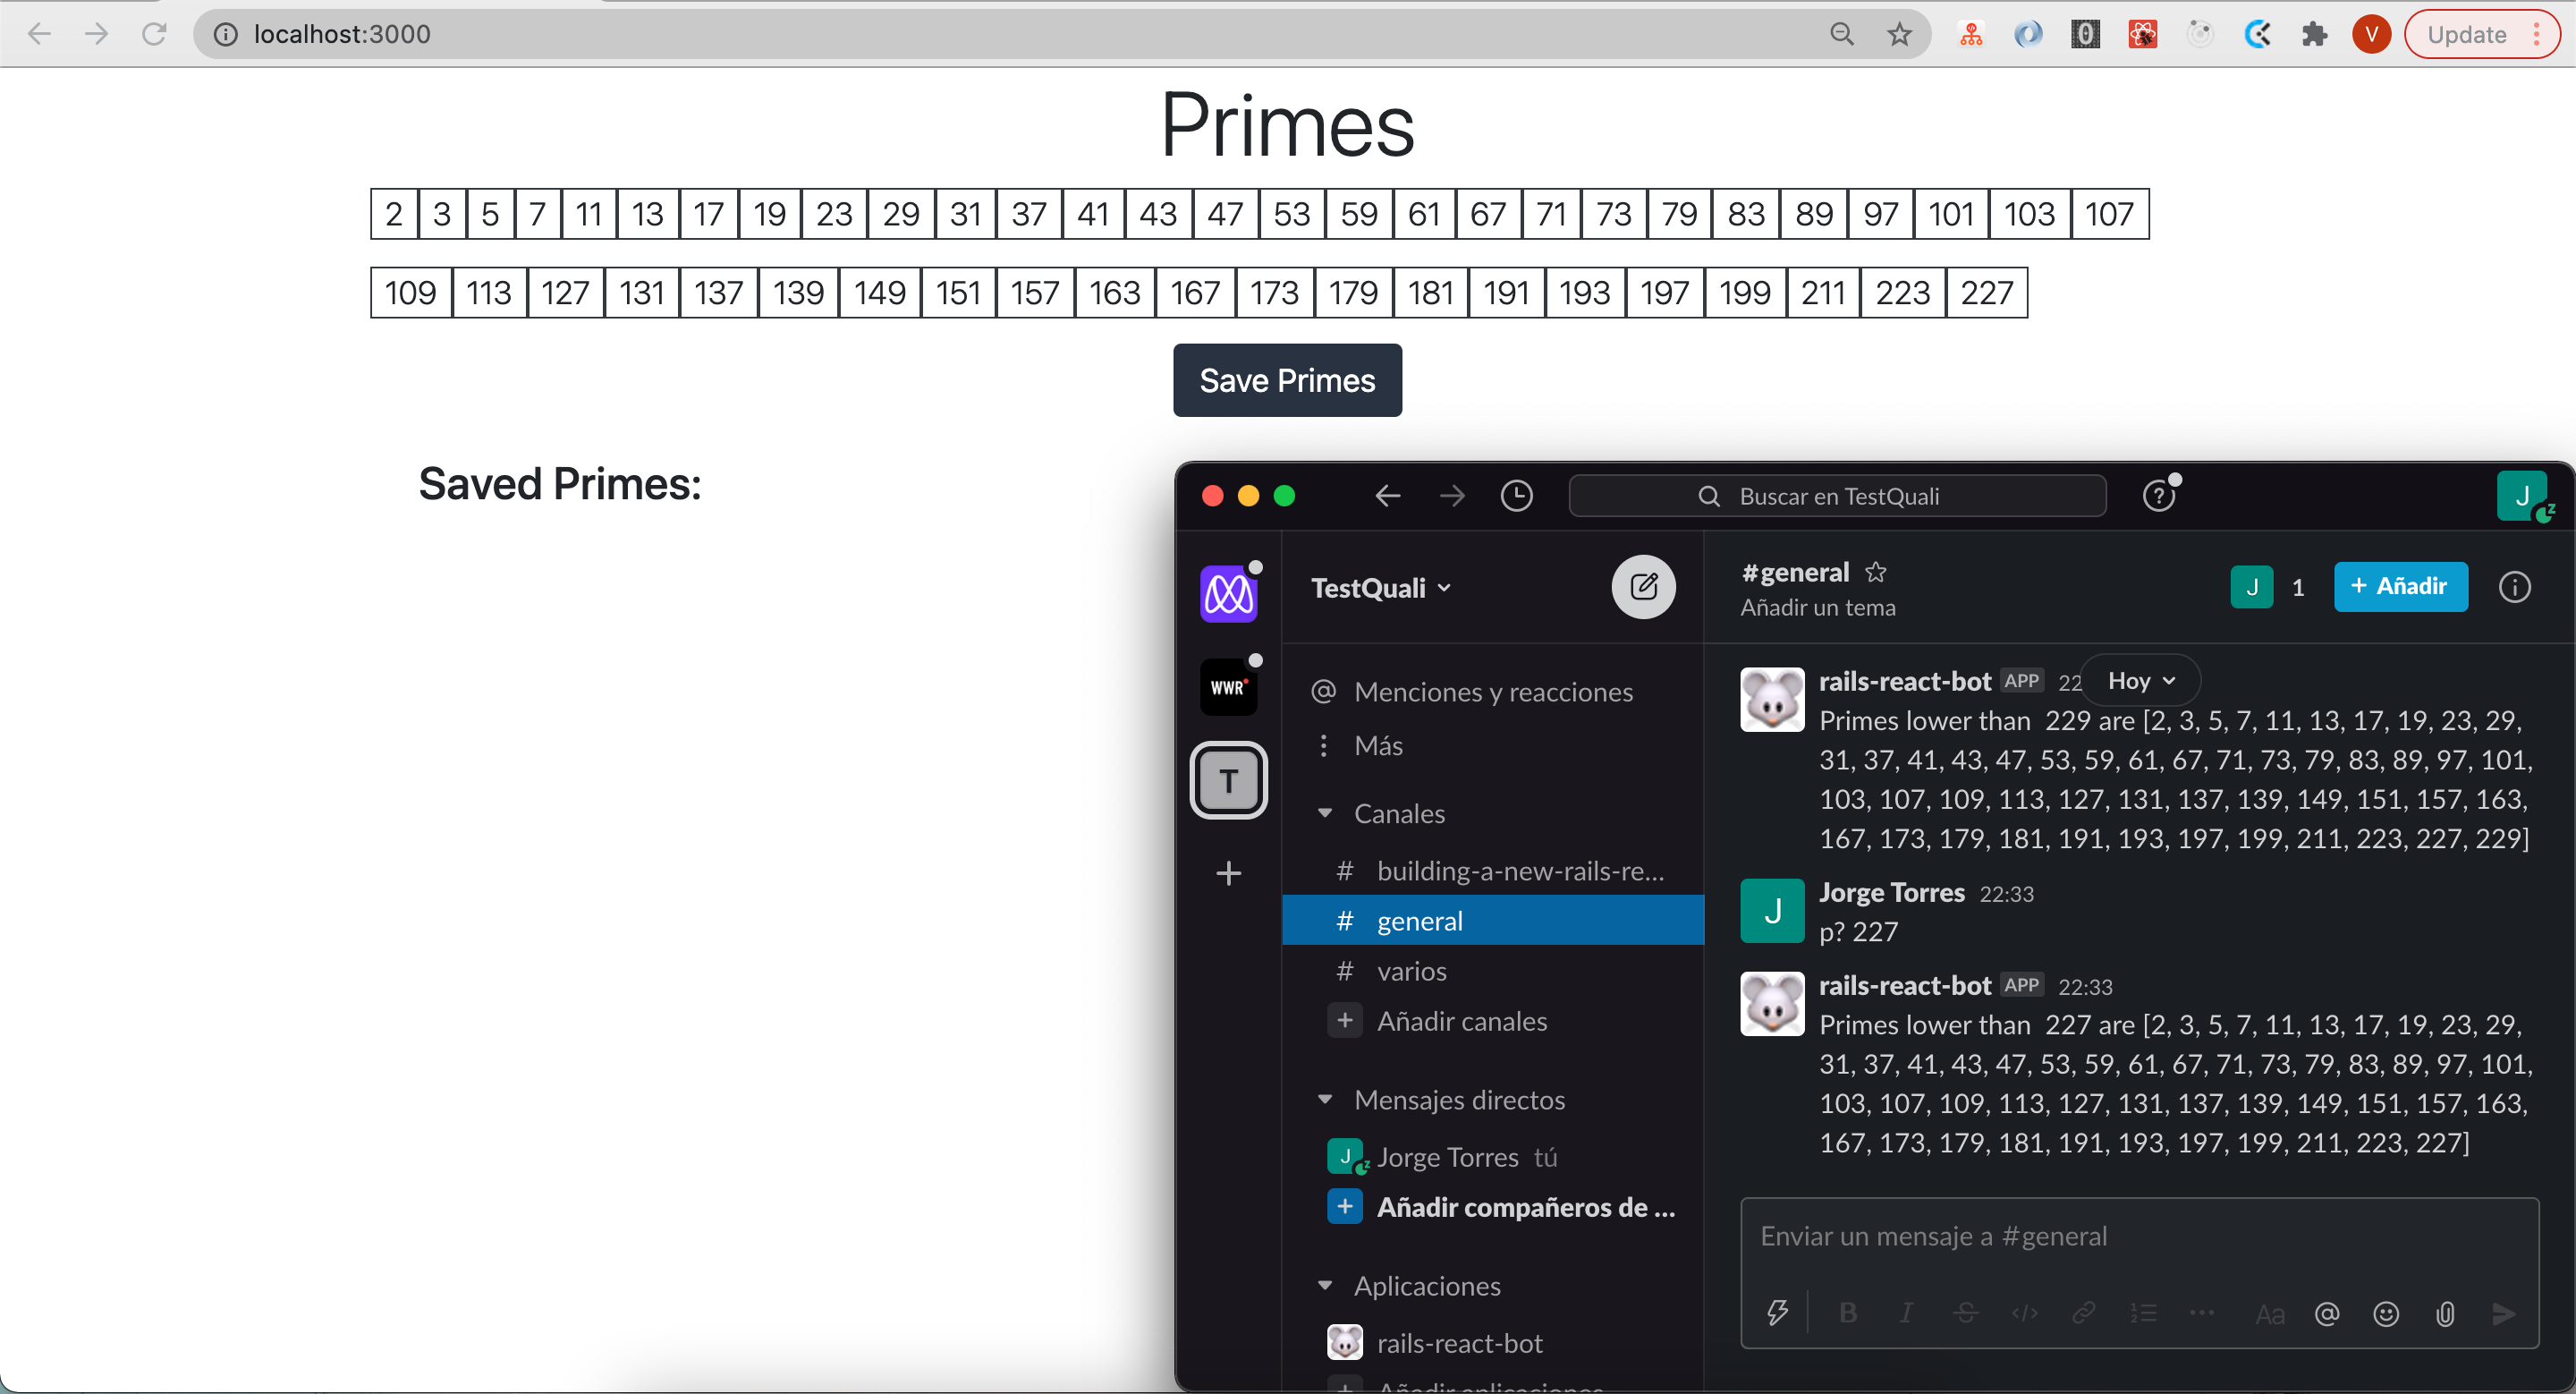 localhost:3000
V
Update
Primes
2 3 5 7 11 13 17 19 23 29 31 37 41 43 47 53 59 61 67 71 73 79 83 89 97 101 103 107
109 113 127 131 137 139 149 151 157 163 167 173 179 181 191 193 197 199 211 223 227
Save Primes
Saved Primes:
Buscar en TestQuali
J
WWR
T
TestQuali
Menciones y reacciones
Más
Canales
# building-a-new-rails-re...
# general
# varios
+ Añadir canales
Mensajes directos
J Jorge Torres tú
+ Añadir compañeros de ...
Aplicaciones
rails-react-bot
#general
Añadir un tema
J 1
+ Añadir
rails-react-bot APP 22
Hoy
Primes lower than 229 are [2, 3, 5, 7, 11, 13, 17, 19, 23, 29,
31, 37, 41, 43, 47, 53, 59, 61, 67, 71, 73, 79, 83, 89, 97, 101,
103, 107, 109, 113, 127, 131, 137, 139, 149, 151, 157, 163,
167, 173, 179, 181, 191, 193, 197, 199, 211, 223, 227, 229]
J
Jorge Torres 22:33
p? 227
rails-react-bot APP 22:33
Primes lower than 227 are [2, 3, 5, 7, 11, 13, 17, 19, 23, 29,
31, 37, 41, 43, 47, 53, 59, 61, 67, 71, 73, 79, 83, 89, 97, 101,
103, 107, 109, 113, 127, 131, 137, 139, 149, 151, 157, 163,
167, 173, 179, 181, 191, 193, 197, 199, 211, 223, 227]
Enviar un mensaje a #general
B I S </> Aa @